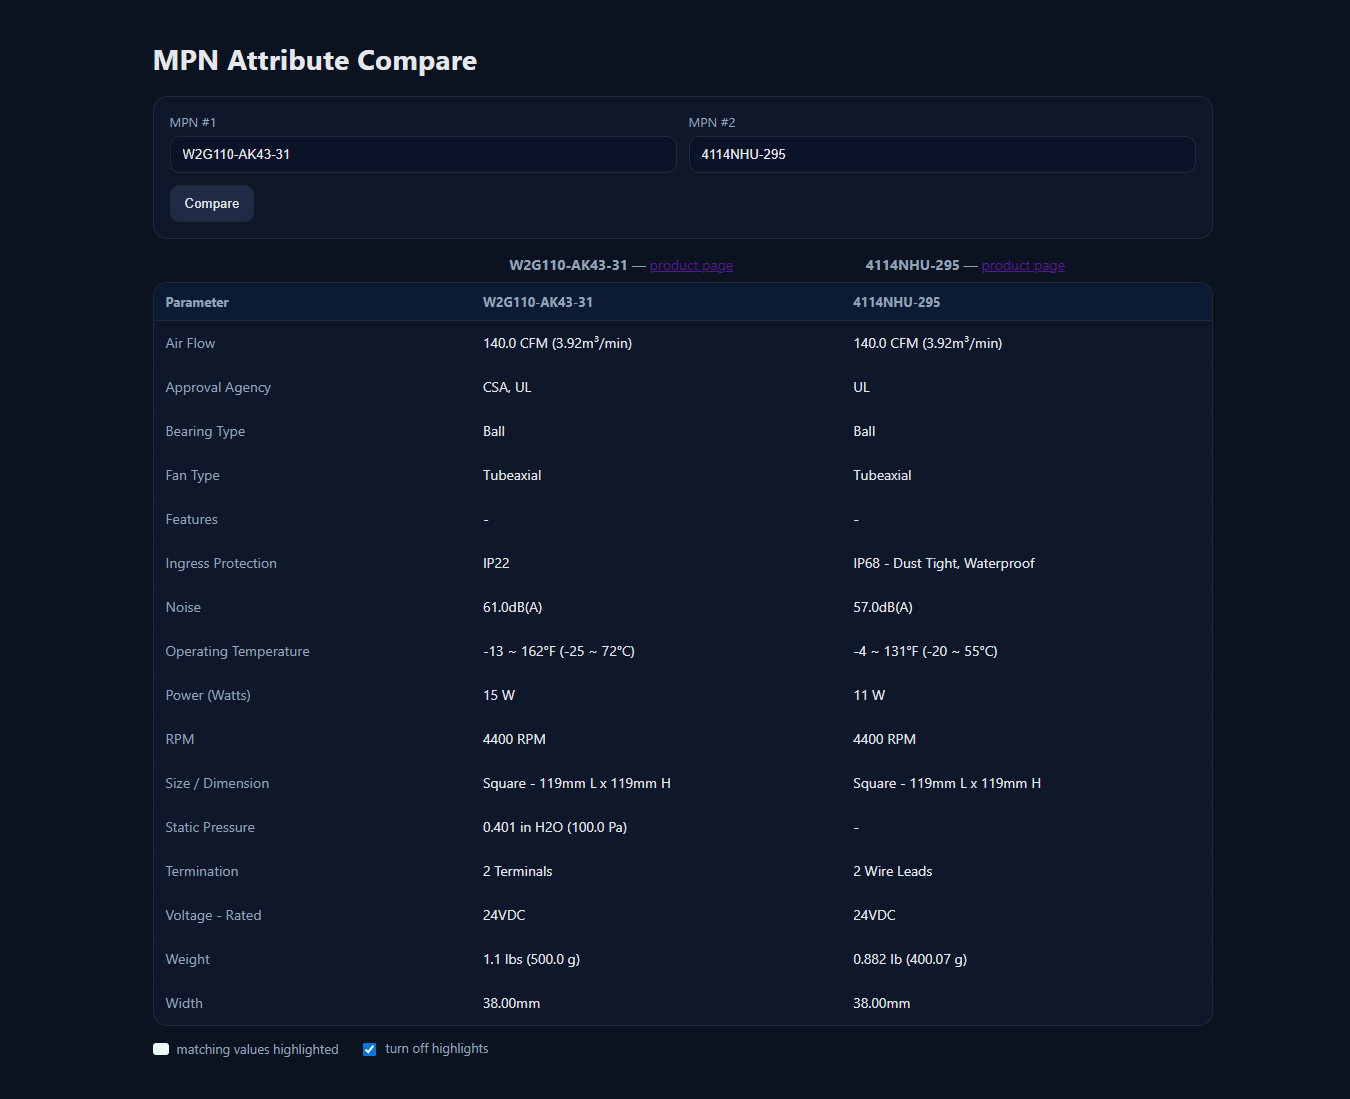 MPN Attribute Compare
MPN #1 MPN #2
W2G110-AK43-31 4114NHU-295
Compare
W2G110-AK43-31 — product page 4114NHU-295 — product page
Parameter W2G110-AK43-31 4114NHU-295
Air Flow 140.0 CFM (3.92m³/min) 140.0 CFM (3.92m³/min)
Approval Agency CSA, UL UL
Bearing Type Ball Ball
Fan Type Tubeaxial Tubeaxial
Features - -
Ingress Protection IP22 IP68 - Dust Tight, Waterproof
Noise 61.0dB(A) 57.0dB(A)
Operating Temperature -13 ~ 162°F (-25 ~ 72°C) -4 ~ 131°F (-20 ~ 55°C)
Power (Watts) 15 W 11 W
RPM 4400 RPM 4400 RPM
Size / Dimension Square - 119mm L x 119mm H Square - 119mm L x 119mm H
Static Pressure 0.401 in H2O (100.0 Pa) -
Termination 2 Terminals 2 Wire Leads
Voltage - Rated 24VDC 24VDC
Weight 1.1 lbs (500.0 g) 0.882 lb (400.07 g)
Width 38.00mm 38.00mm
matching values highlighted turn off highlights